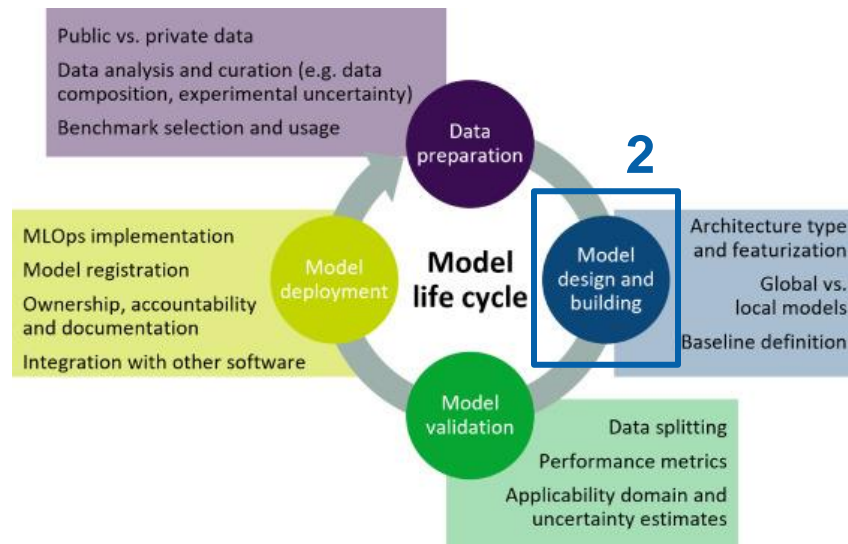 Public vs. private data
Data analysis and curation (e.g. data
composition, experimental uncertainty)
Benchmark selection and usage
Data
preparation
2
Architecture type
and featurization
Global vs.
local models
Baseline definition
Model
design and
building
Model
life cycle
MLOps implementation
Model registration
Ownership, accountability
and documentation
Integration with other software
Model
deployment
Model
validation
Data splitting
Performance metrics
Applicability domain and
uncertainty estimates